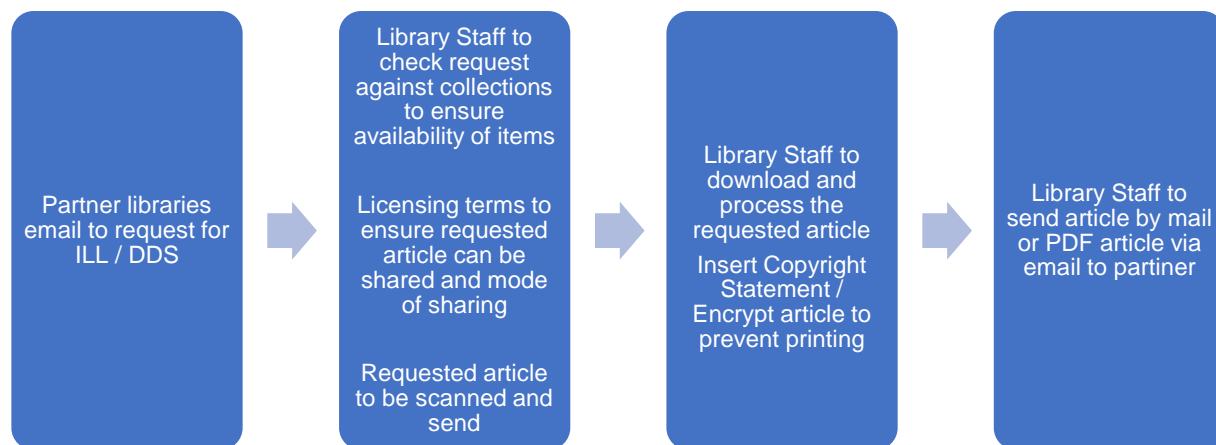 Partner libraries
email to request for
ILL / DDS
Library Staff to
check request
against collections
to ensure
availability of items
Licensing terms to
ensure requested
article can be
shared and mode
of sharing
Requested article
to be scanned and
send
Library Staff to
download and
process the
requested article
Insert Copyright
Statement /
Encrypt article to
prevent printing
Library Staff to
send article by mail
or PDF article via
email to partiner